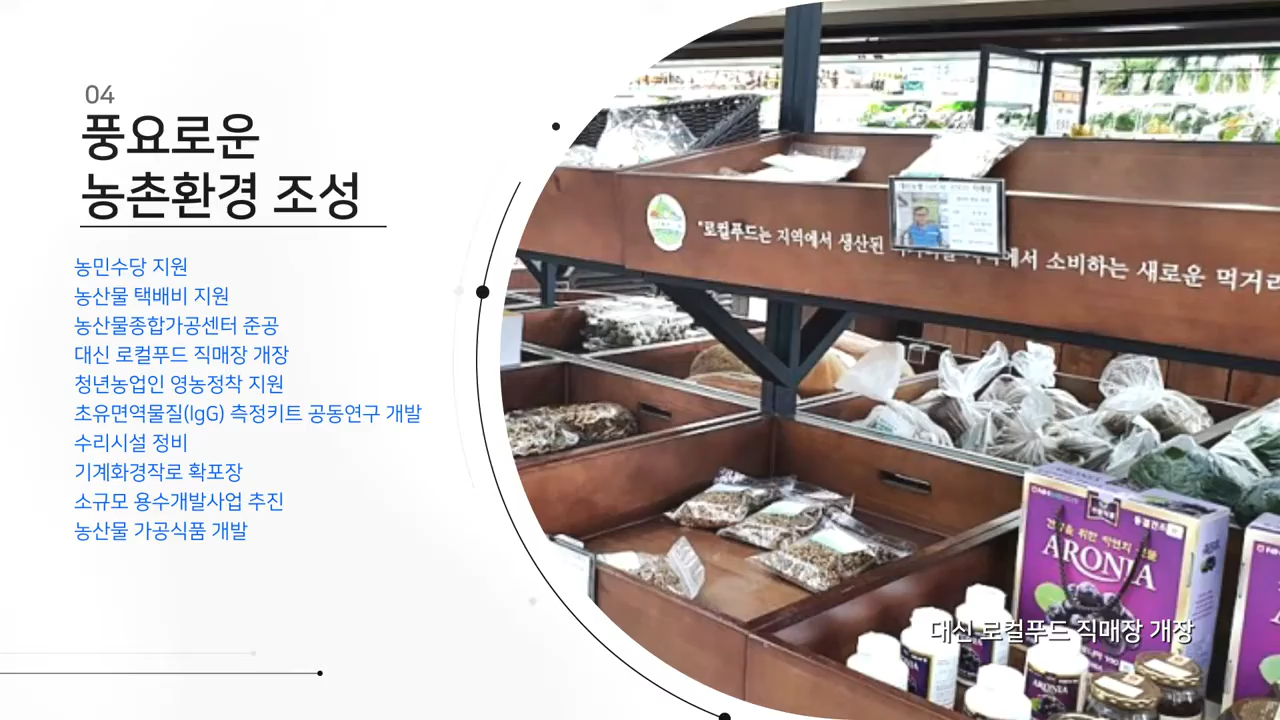 04
풍요로운
농촌환경 조성
농민수당 지원
농산물 택배비 지원
농산물종합가공센터 준공
대신 로컬푸드 직매장 개장
청년농업인 영농정착 지원
초유면역물질(IgG) 측정키트 공동연구 개발
수리시설 정비
기계화경작로 확포장
소규모 용수개발사업 추진
농산물 가공식품 개발
"로컬푸드는 지역에서 생산된 소비하는 새로운 먹거리
건강을 위한
ARONIA
ARONIA
ARONIA
대신 로컬푸드 직매장 개장